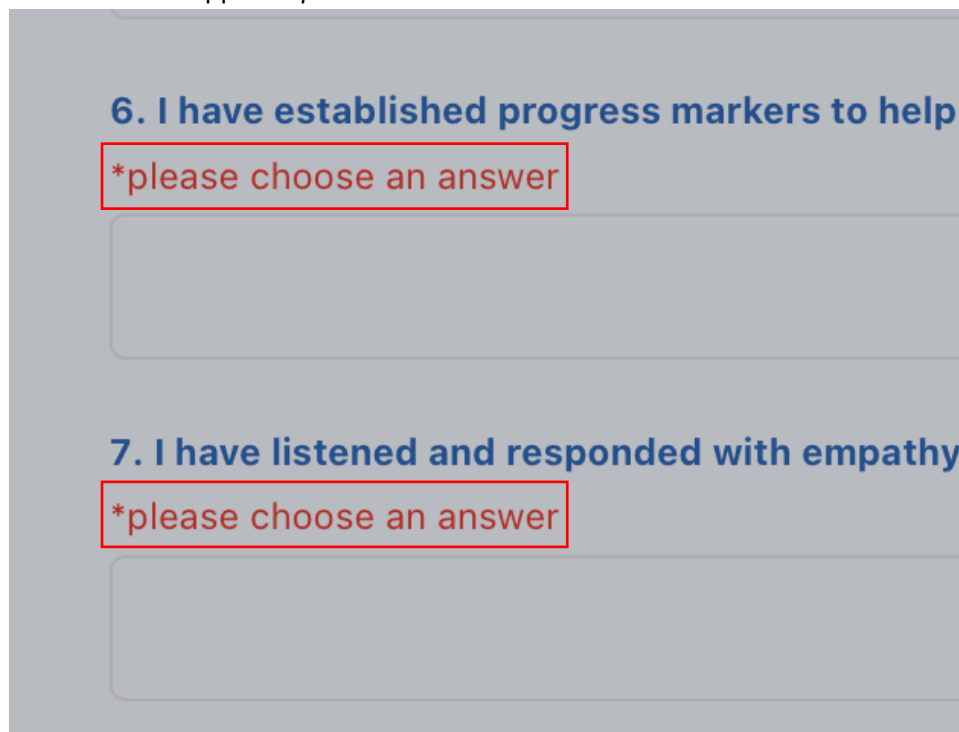 6. I have established progress markers to help
*please choose an answer
7. I have listened and responded with empathy
*please choose an answer